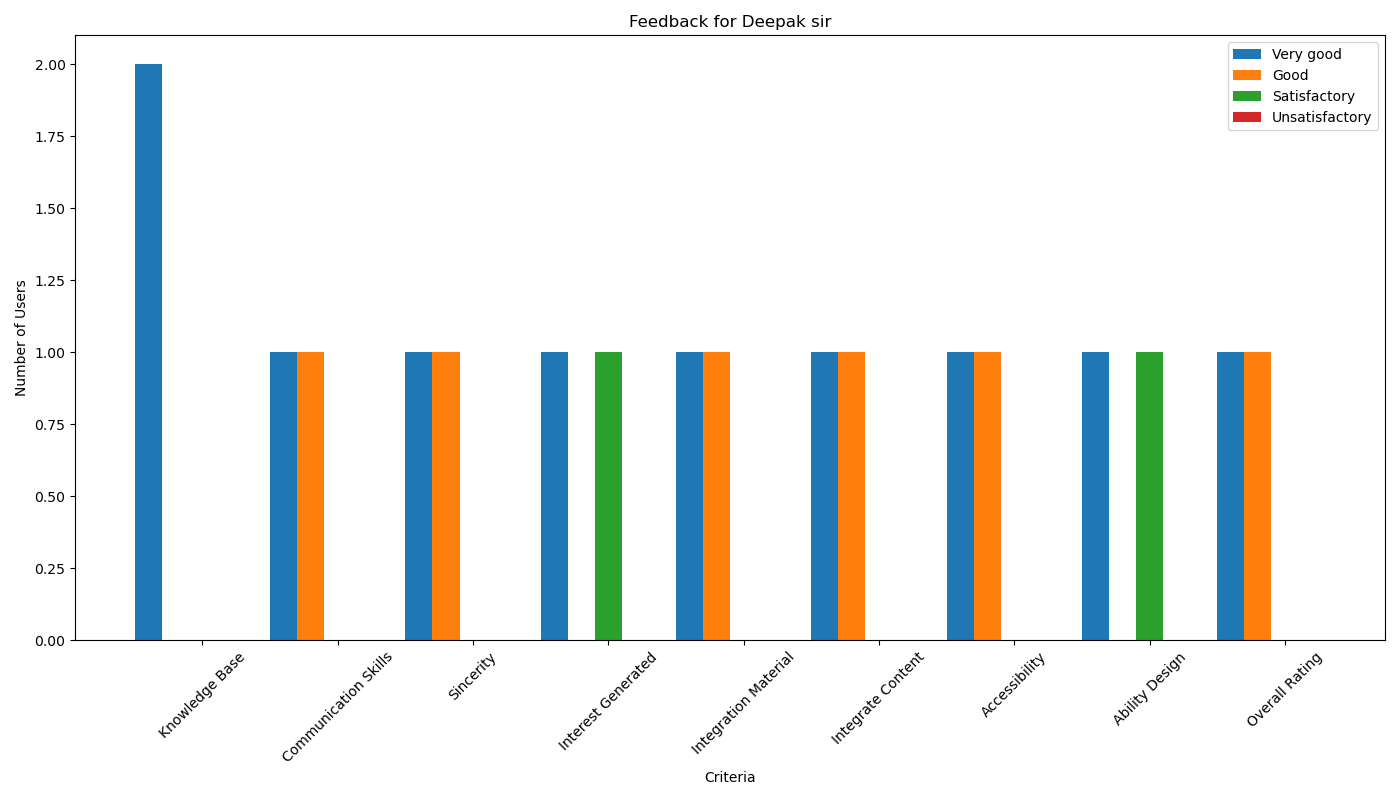 Feedback for Deepak sir
Very good
Good
Satisfactory
Unsatisfactory
Number of Users
2.00
1.75
1.50
1.25
1.00
0.75
0.50
0.25
0.00
Knowledge Base
Communication Skills
Sincerity
Interest Generated
Integration Material
Integrate Content
Accessibility
Ability Design
Overall Rating
Criteria